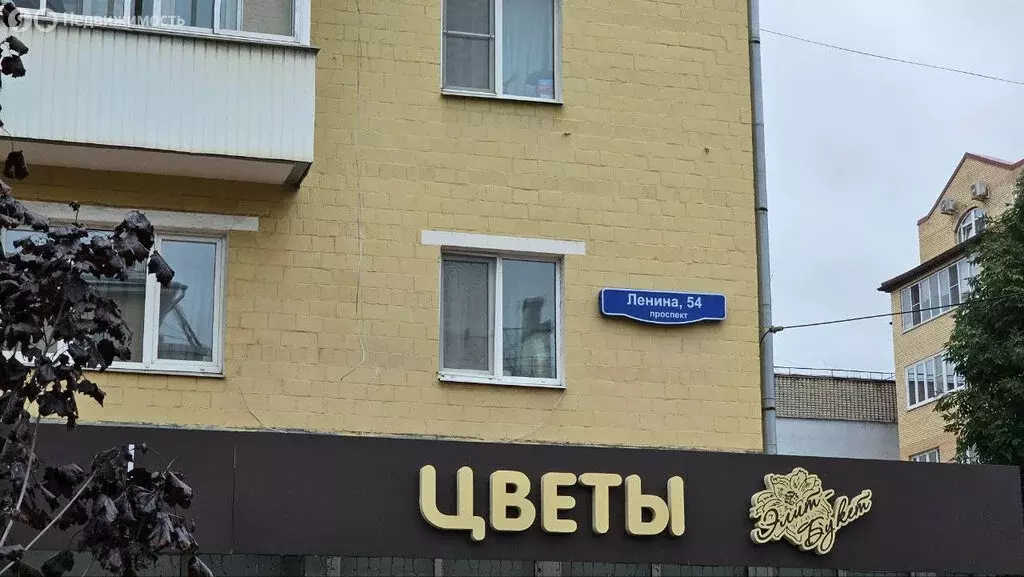 Недвижимость
Ленина, 54
проспект
ЦВЕТЫ
Элит
Букет